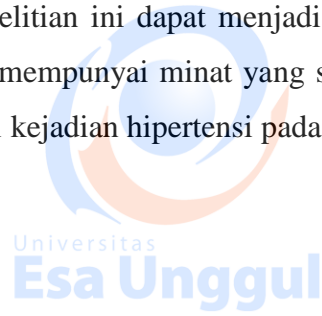 elitian ini dapat menjadi
mempunyai minat yang s
kejadian hipertensi pada
Universitas
Esa Unggul